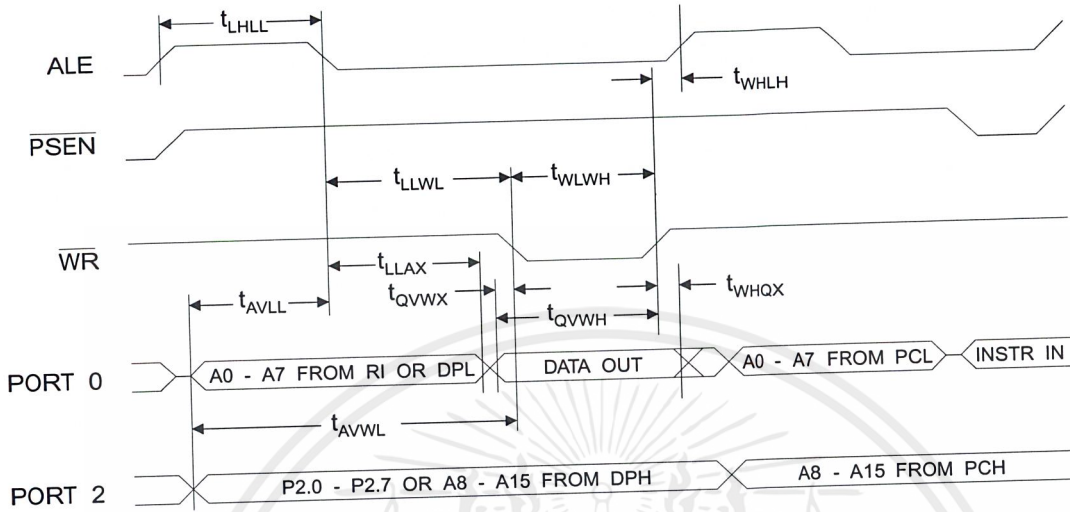 tLHLL
ALE
tWHLH
PSEN
tLLWL
tWLWH
WR
tLLAX
tAVLL
tQVWX
tWHQX
tQVWH
PORT 0
A0 - A7 FROM RI OR DPL
DATA OUT
A0 - A7 FROM PCL
INSTR IN
tAVWL
PORT 2
P2.0 - P2.7 OR A8 - A15 FROM DPH
A8 - A15 FROM PCH